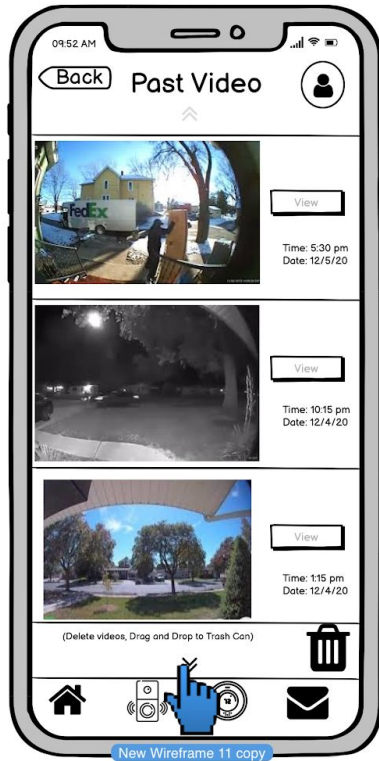 09:52 AM
Back
Past Video
FedEx
View
Time: 5:30 pm
Date: 12/5/20
View
Time: 10:15 pm
Date: 12/4/20
View
Time: 1:15 pm
Date: 12/4/20
(Delete videos, Drag and Drop to Trash Can)
New Wireframe 11 copy